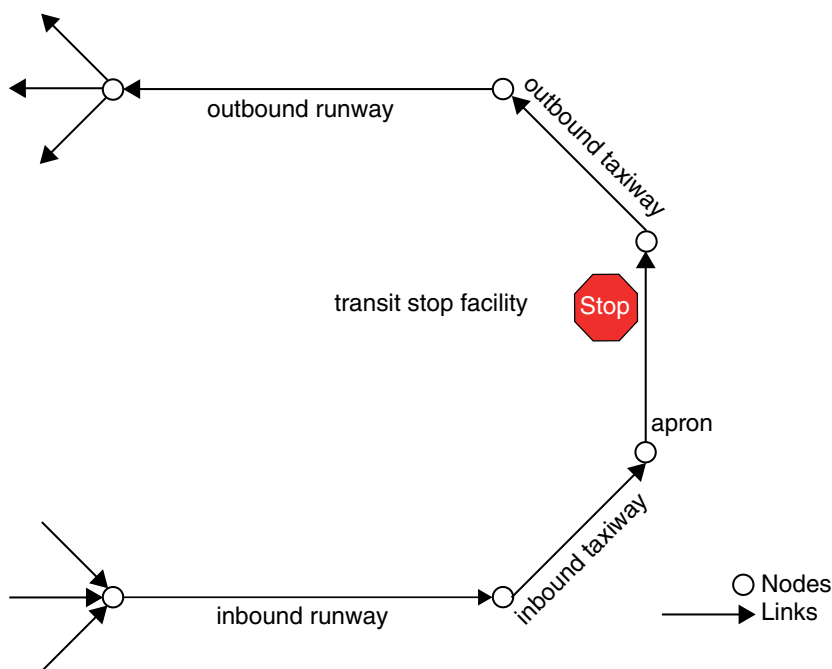 outbound runway
outbound taxiway
transit stop facility
Stop
apron
inbound taxiway
inbound runway
Nodes
Links